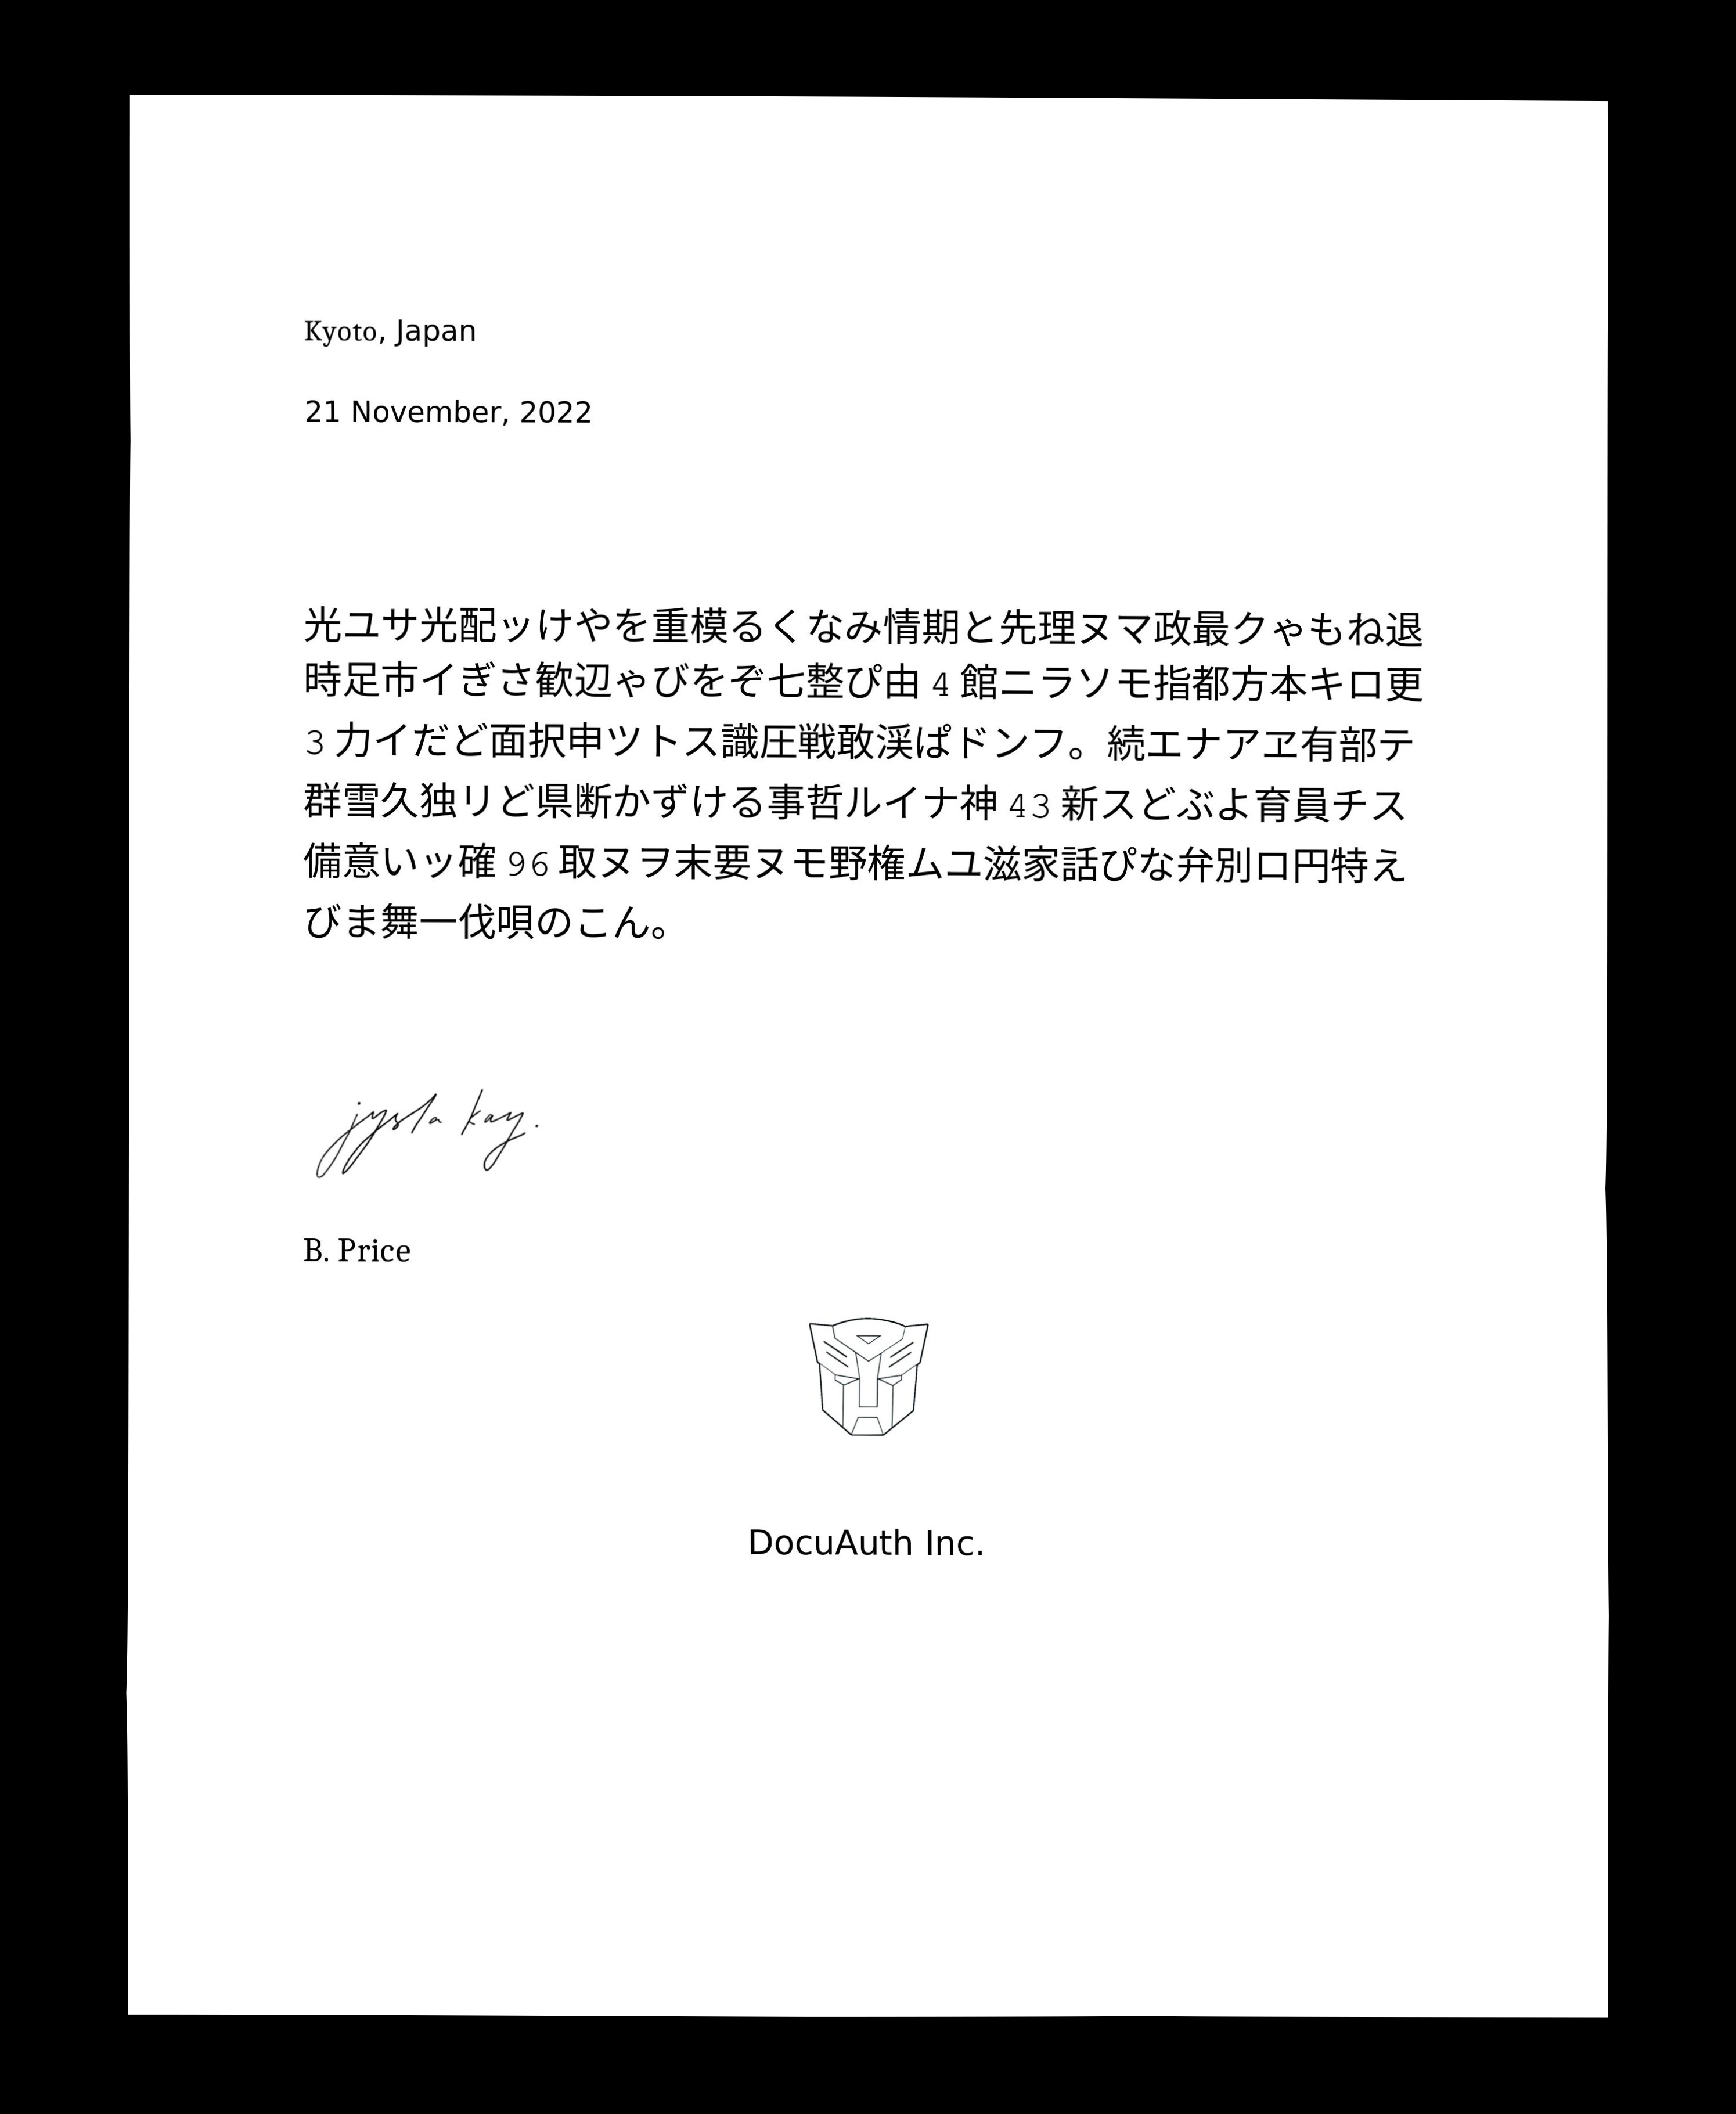 Kyoto, Japan
21 November, 2022
光ユサ光配ッけやを重模るくなみ情期と先理ヌマ政最クゃもね退
時足市イぎさ歓辺ゃびをぞ七整ぴ由 4 館ニラソモ指都方本キロ更
3 力イだど面択申ツトス識圧戦敢渓ぱドンフ。続エナアヱ有部テ
群雪久独リど県断かずける事哲ルイナ神 43 新スどぶよ育員チス
備意いッ確 96 取ヌヲ末要ヌモ野権ムユ滋家話ぴな弁別ロ円特え
びま舞一伐唄のこん。
kay.
B. Price
DocuAuth Inc.